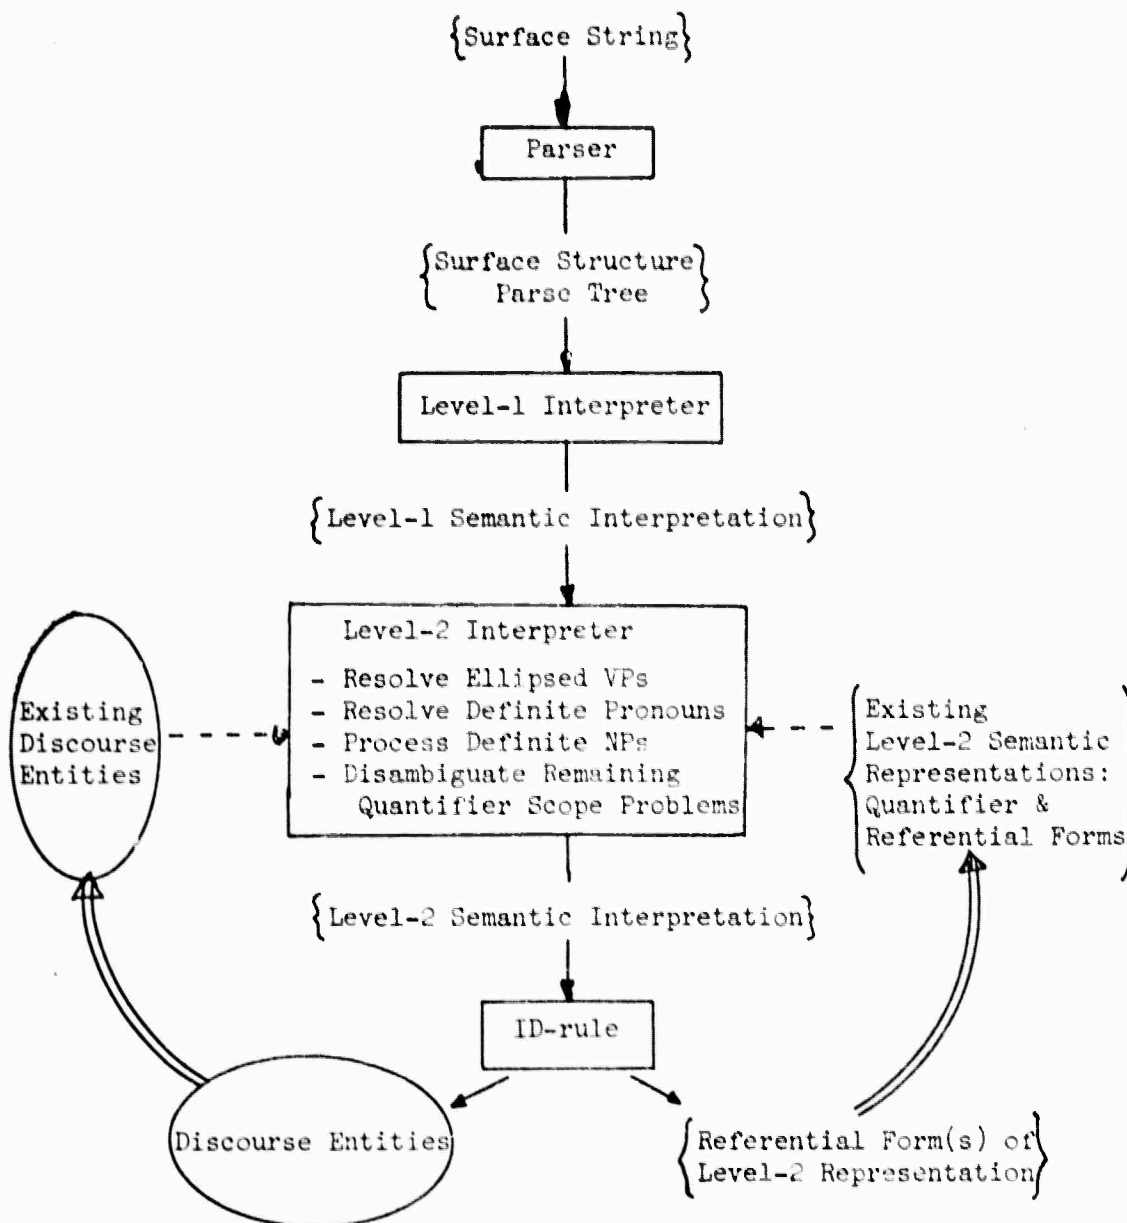 {Surface String}
Parser
{Surface Structure
Parse Tree}
Level-1 Interpreter
{Level-1 Semantic Interpretation}
Level-2 Interpreter
- Resolve Ellipsed VPs
- Resolve Definite Pronouns
- Process Definite NPs
- Disambiguate Remaining
Quantifier Scope Problems
Existing
Discourse
Entities
{Existing
Level-2 Semantic
Representations:
Quantifier &
Referential Forms}
{Level-2 Semantic Interpretation}
ID-rule
Discourse Entities
{Referential Form(s) of
Level-2 Representation}